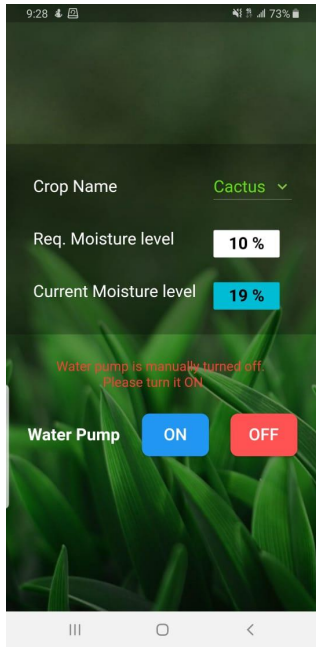 9:28
73%
Crop Name
Cactus
Req. Moisture level
10 %
Current Moisture level
19 %
Water pump is manually turned off.
Please turn it ON.
Water Pump
ON
OFF